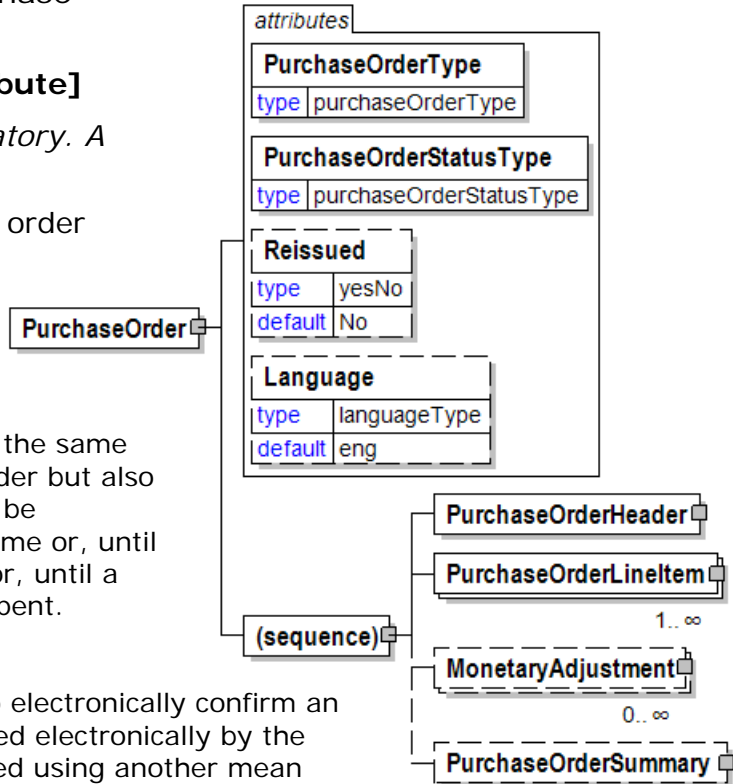 bute]
atory. A
order
the same
der but also
be
me or, until
or, until a
pent.
electronically confirm an
ed electronically by the
ed using another mean
attributes
PurchaseOrderType
type purchaseOrderType
PurchaseOrderStatusType
type purchaseOrderStatusType
Reissued
type yesNo
default No
Language
type languageType
default eng
PurchaseOrder
(sequence)
PurchaseOrderHeader
PurchaseOrderLineItem
1.. ∞
MonetaryAdjustment
0.. ∞
PurchaseOrderSummary